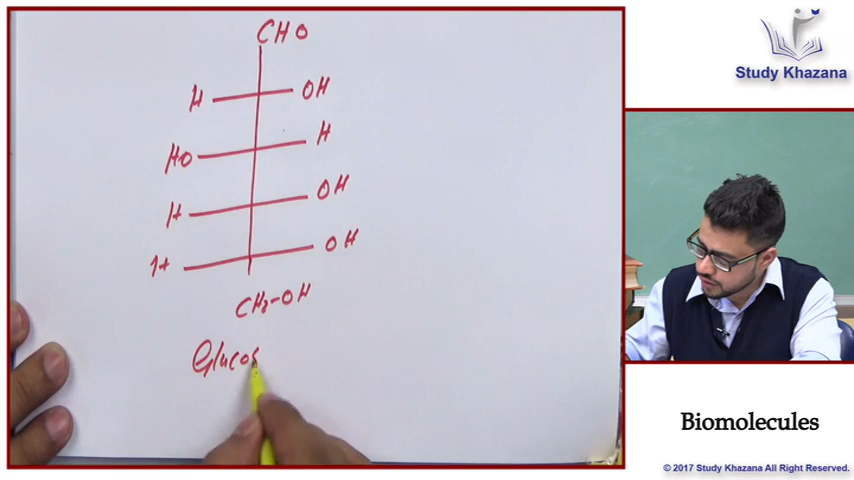 CHO
H OH
HO H
H OH
H OH
CH₂-OH
Glucos
Study Khazana
Biomolecules
© 2017 Study Khazana All Right Reserved.